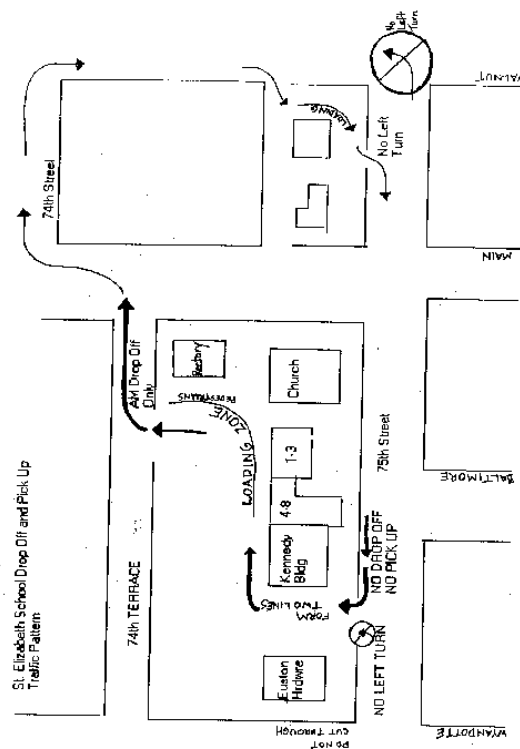 St. Elizabeth School Drop Off and Pick Up
Traffic Pattern
74th TERRACE
AM Drop Off
Only
74th Street
Rectory
PEDESTRIANS
LOADING ZONE
Church
1-3
4-8
Kennedy
Bldg
FORM
TWO LINES
Euston
Hrdwre
DO NOT
CUT THROUGH
NO LEFT TURN
NO DROP OFF
NO PICK UP
75th Street
LOADING
No Left
Turn
No
Left
Turn
WYANDOTTE
BALTIMORE
MAIN
WALNUT